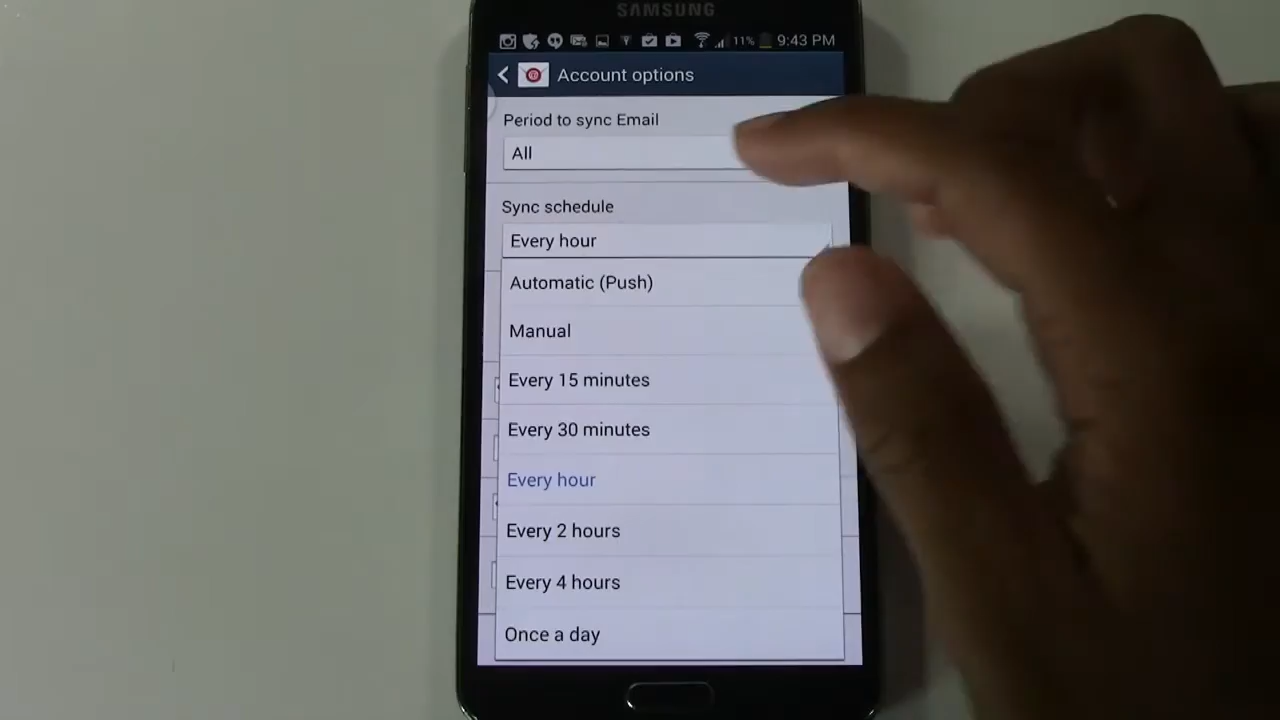 SAMSUNG
11% 9:43 PM
Account options
Period to sync Email
All
Sync schedule
Every hour
Automatic (Push)
Manual
Every 15 minutes
Every 30 minutes
Every hour
Every 2 hours
Every 4 hours
Once a day